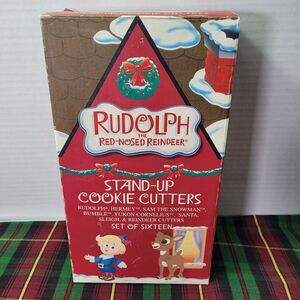 RUDOLPH
THE
RED-NOSED REINDEER®
STAND-UP
COOKIE CUTTERS
RUDOLPH®, HERMEY™, SAM THE SNOWMAN™,
BUMBLE™, YUKON CORNELIUS™, SANTA,
SLEIGH, & REINDEER CUTTERS
SET OF SIXTEEN